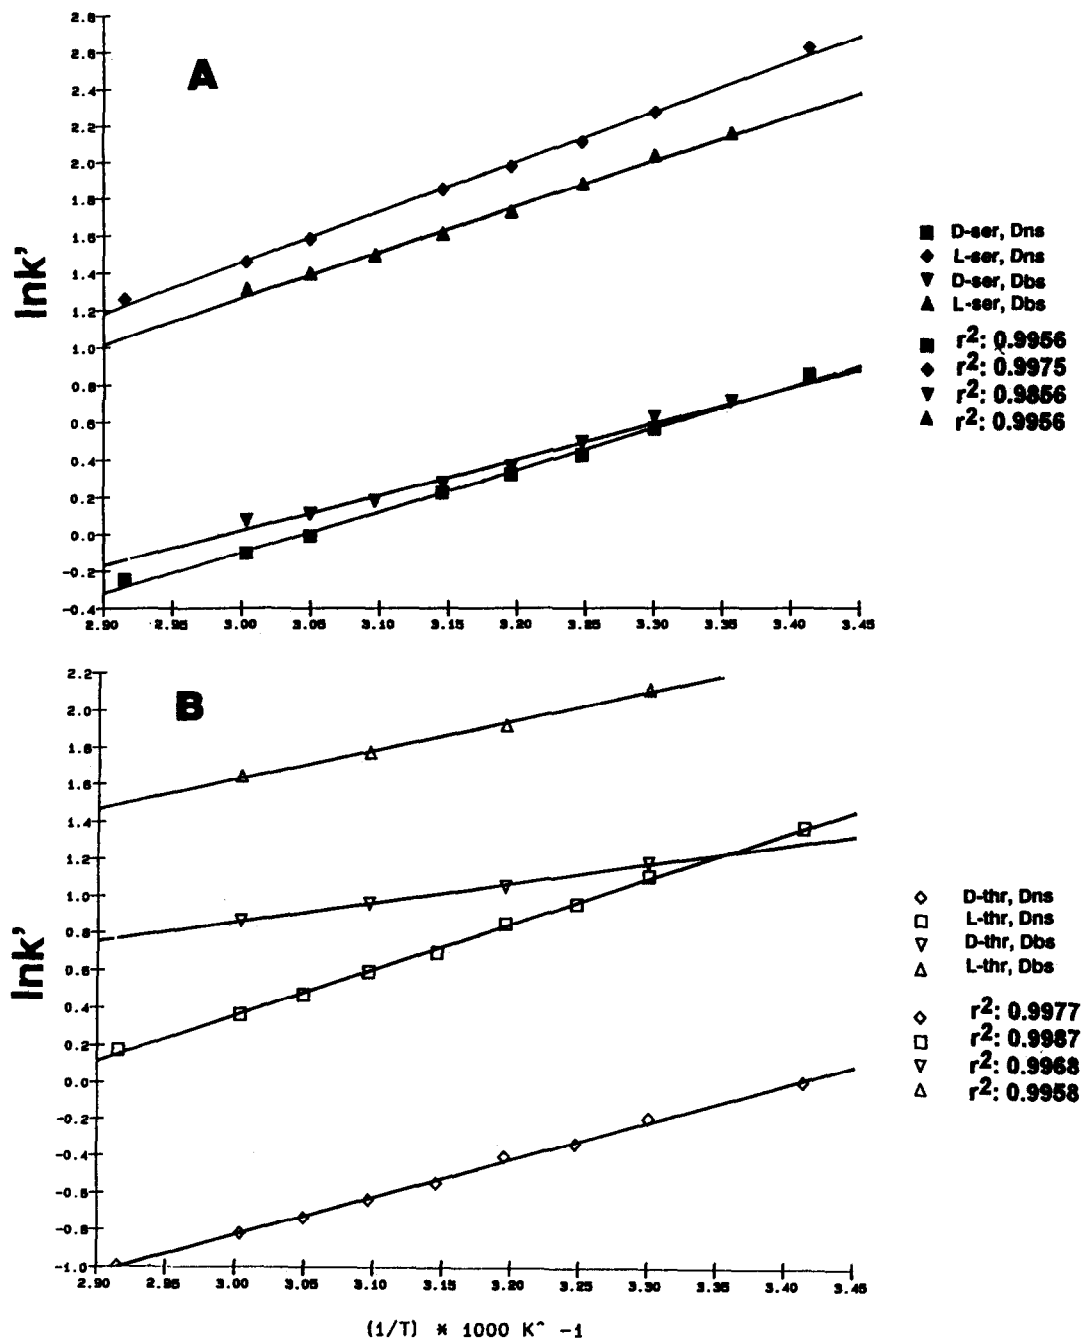 A
2.8
2.6
2.4
2.2
2.0
1.8
1.6
1.4
1.2
1.0
0.8
0.6
0.4
0.2
0.0
-0.2
-0.4
lnk'
2.90 2.95 3.00 3.05 3.10 3.15 3.20 3.25 3.30 3.35 3.40 3.45
D-ser, Dns
L-ser, Dns
D-ser, Dbs
L-ser, Dbs
r2: 0.9956
r2: 0.9975
r2: 0.9856
r2: 0.9956
B
2.2
2.0
1.8
1.6
1.4
1.2
1.0
0.8
0.6
0.4
0.2
0.0
-0.2
-0.4
-0.6
-0.8
-1.0
lnk'
2.90 2.95 3.00 3.05 3.10 3.15 3.20 3.25 3.30 3.35 3.40 3.45
D-thr, Dns
L-thr, Dns
D-thr, Dbs
L-thr, Dbs
r2: 0.9977
r2: 0.9987
r2: 0.9968
r2: 0.9958
(1/T) * 1000 K^ -1